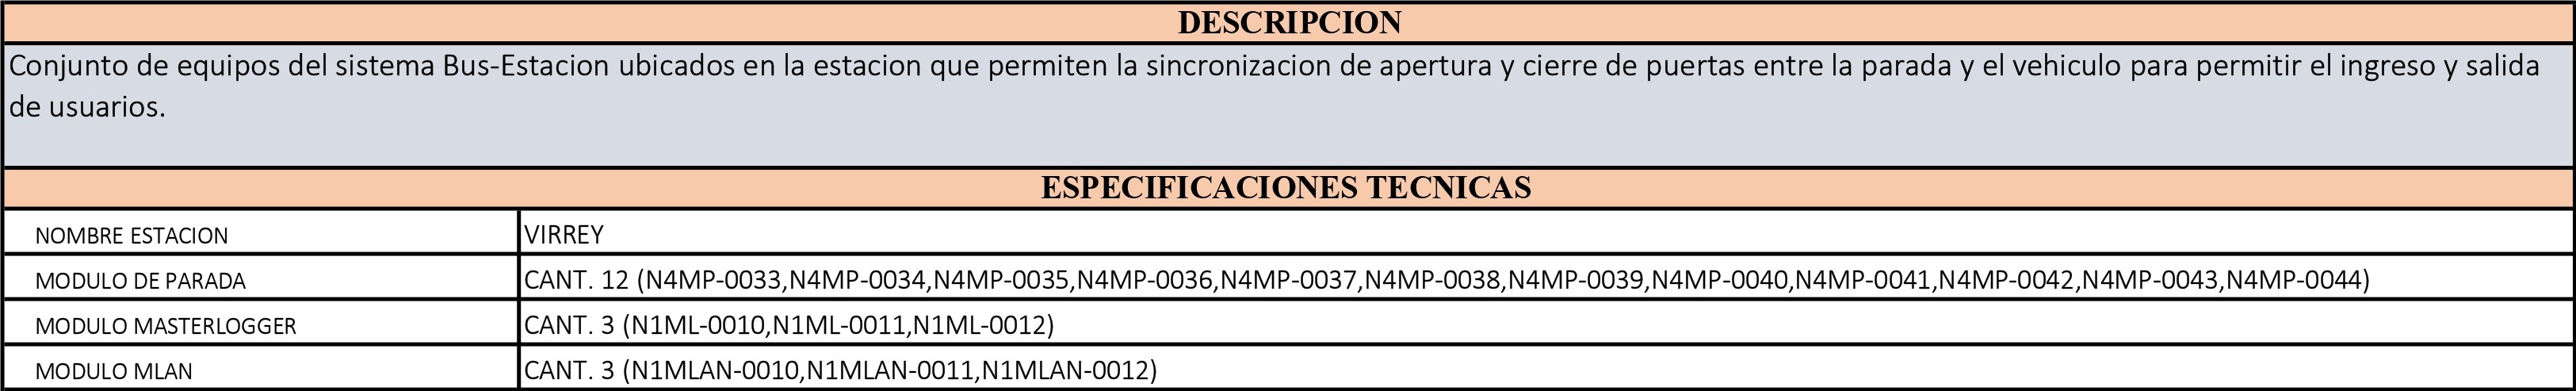 DESCRIPCION
Conjunto de equipos del sistema Bus-Estacion ubicados en la estacion que permiten la sincronizacion de apertura y cierre de puertas entre la parada y el vehiculo para permitir el ingreso y salida
de usuarios.
ESPECIFICACIONES TECNICAS
NOMBRE ESTACION VIRREY
MODULO DE PARADA CANT. 12 (N4MP-0033,N4MP-0034,N4MP-0035,N4MP-0036,N4MP-0037,N4MP-0038,N4MP-0039,N4MP-0040,N4MP-0041,N4MP-0042,N4MP-0043,N4MP-0044)
MODULO MASTERLOGGER CANT. 3 (N1ML-0010,N1ML-0011,N1ML-0012)
MODULO MLAN CANT. 3 (N1MLAN-0010,N1MLAN-0011,N1MLAN-0012)